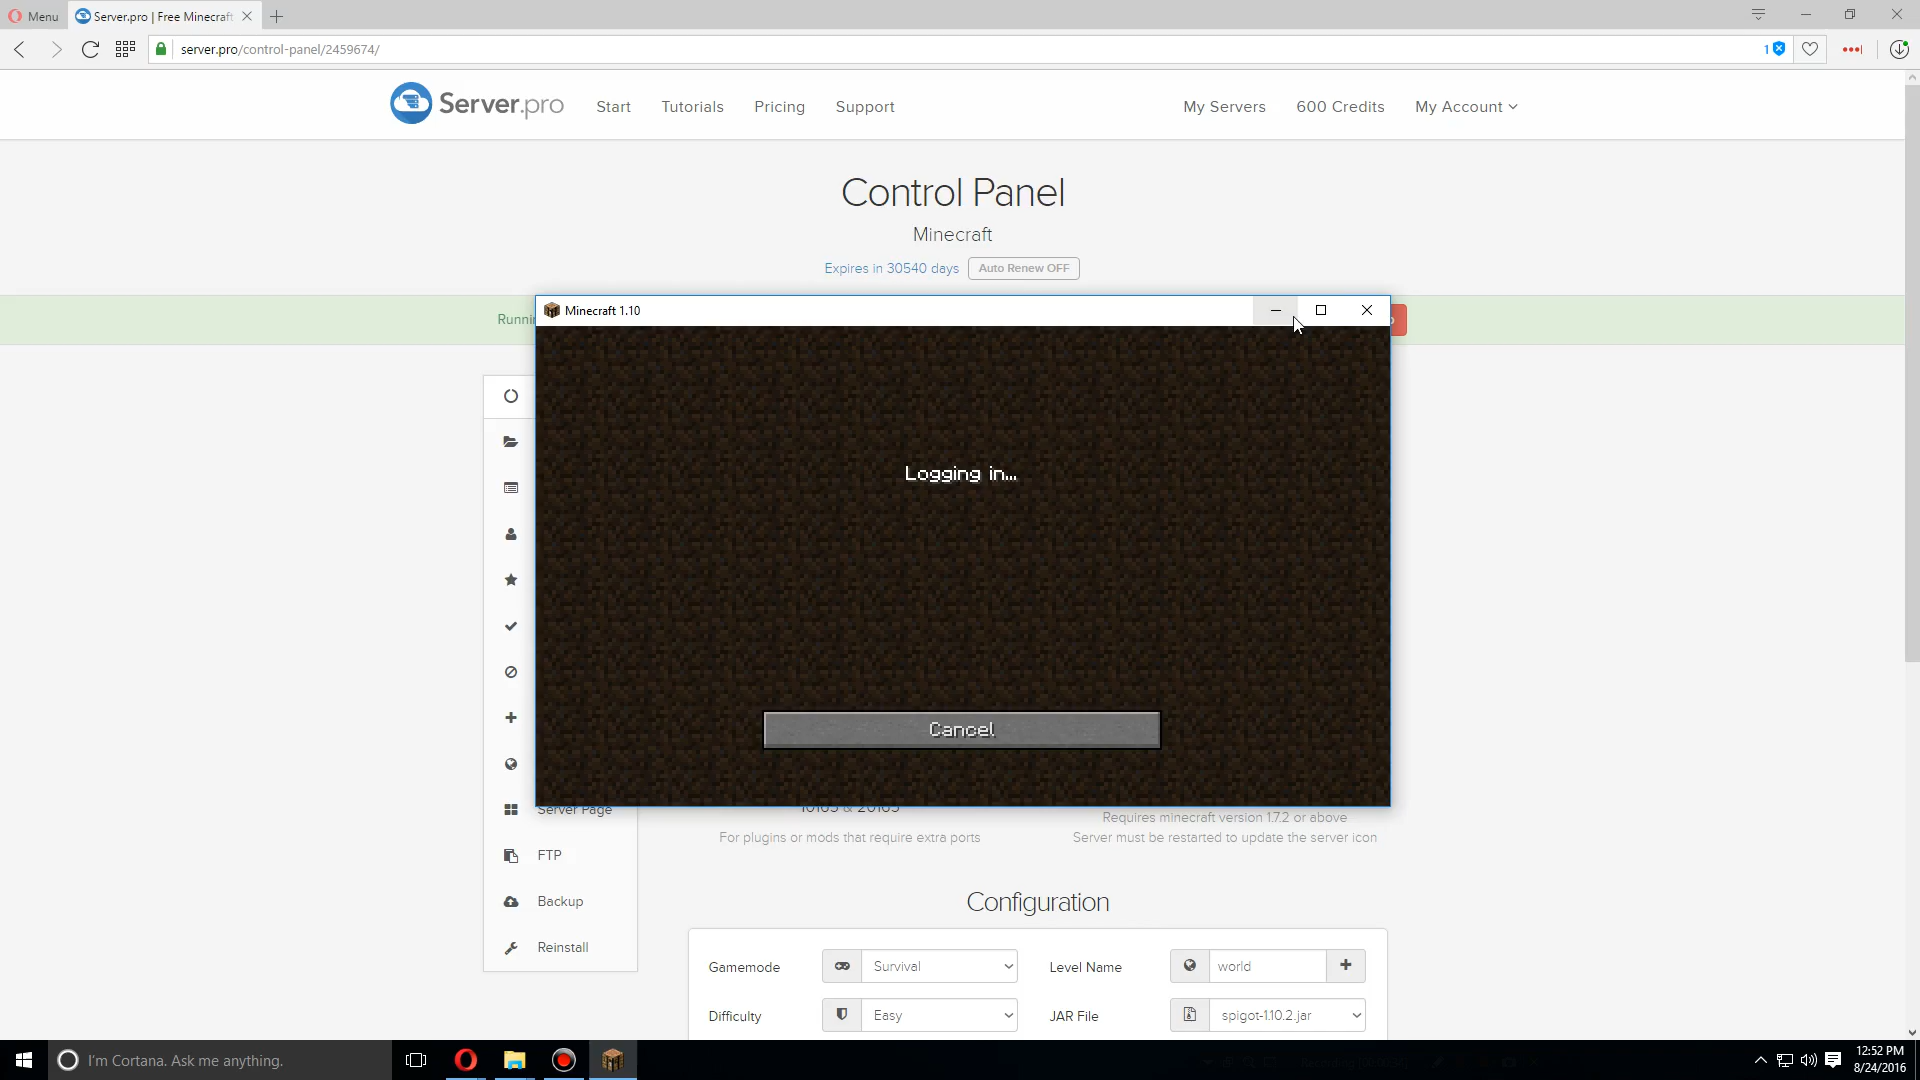 Menu
Server.pro | Free Minecraft
server.pro/control-panel/2459674/
1
Server.pro
Start
Tutorials
Pricing
Support
My Servers
600 Credits
My Account
Control Panel
Minecraft
Expires in 30540 days
Auto Renew OFF
Minecraft 1.10
Logging in...
Cancel
Server Page
FTP
Backup
Reinstall
10165 & 20165
For plugins or mods that require extra ports
Requires minecraft version 1.7.2 or above
Server must be restarted to update the server icon
Configuration
Gamemode
Survival
Level Name
world
Difficulty
Easy
JAR File
spigot-1.10.2.jar
I'm Cortana. Ask me anything.
12:52 PM
8/24/2016